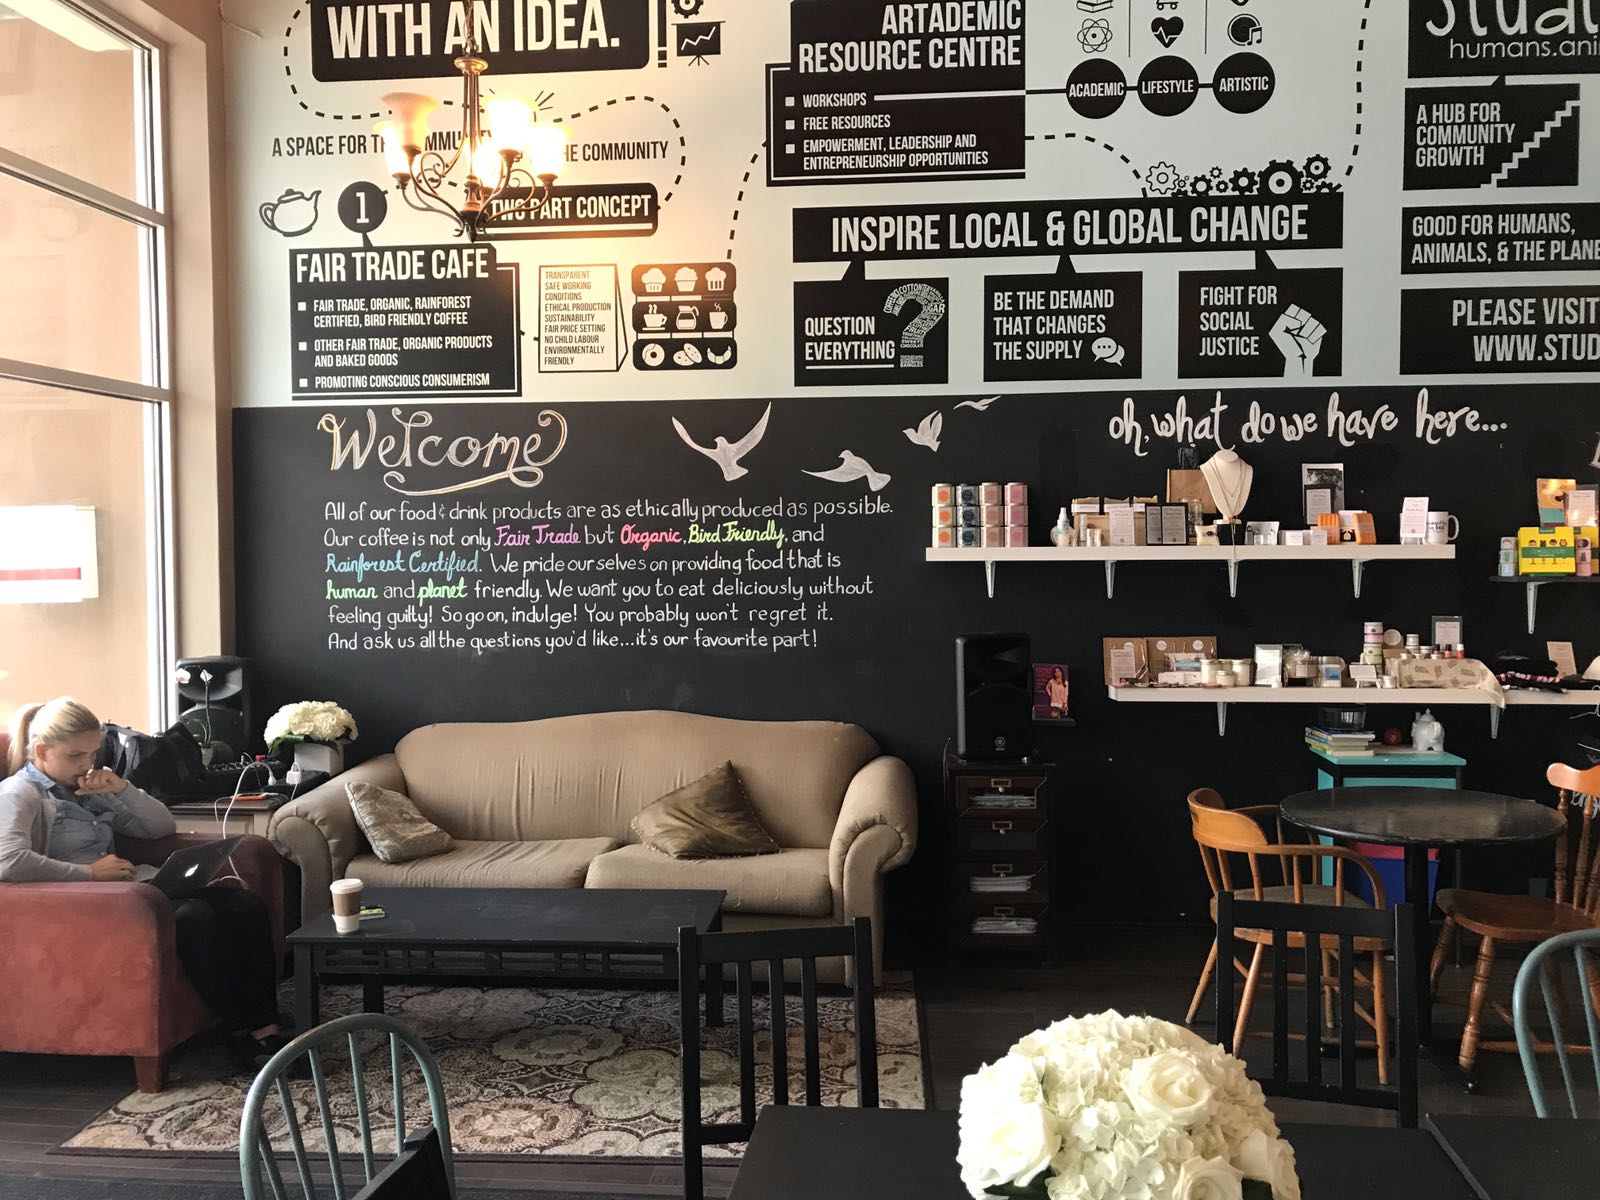 WITH AN IDEA.
A SPACE FOR THE COMMUNITY
THE COMMUNITY
1
TWO PART CONCEPT
FAIR TRADE CAFE
FAIR TRADE, ORGANIC, RAINFOREST
CERTIFIED, BIRD FRIENDLY COFFEE
OTHER FAIR TRADE, ORGANIC PRODUCTS
AND BAKED GOODS
PROMOTING CONSCIOUS CONSUMERISM
TRANSPARENT
SAFE WORKING
CONDITIONS
ETHICAL PRODUCTION
SUSTAINABILITY
FAIR PRICE SETTING
NO CHILD LABOUR
ENVIRONMENTALLY
FRIENDLY
ARTADEMIC
RESOURCE CENTRE
WORKSHOPS
FREE RESOURCES
EMPOWERMENT, LEADERSHIP AND
ENTREPRENEURSHIP OPPORTUNITIES
ACADEMIC
LIFESTYLE
ARTISTIC
INSPIRE LOCAL & GLOBAL CHANGE
QUESTION
EVERYTHING
COTTON
SUGAR
BE THE DEMAND
THAT CHANGES
THE SUPPLY
FIGHT FOR
SOCIAL
JUSTICE
Stud
humans.ani
A HUB FOR
COMMUNITY
GROWTH
GOOD FOR HUMANS,
ANIMALS, & THE PLANE
PLEASE VISIT
WWW.STUD
Welcome
All of our food & drink products are as ethically produced as possible.
Our coffee is not only Fair Trade but Organic, Bird Friendly, and
Rainforest Certified. We pride ourselves on providing food that is
human and planet friendly. We want you to eat deliciously without
feeling guilty! So go on, indulge! You probably won't regret it.
And ask us all the questions you'd like...it's our favourite part!
oh, what do we have here...